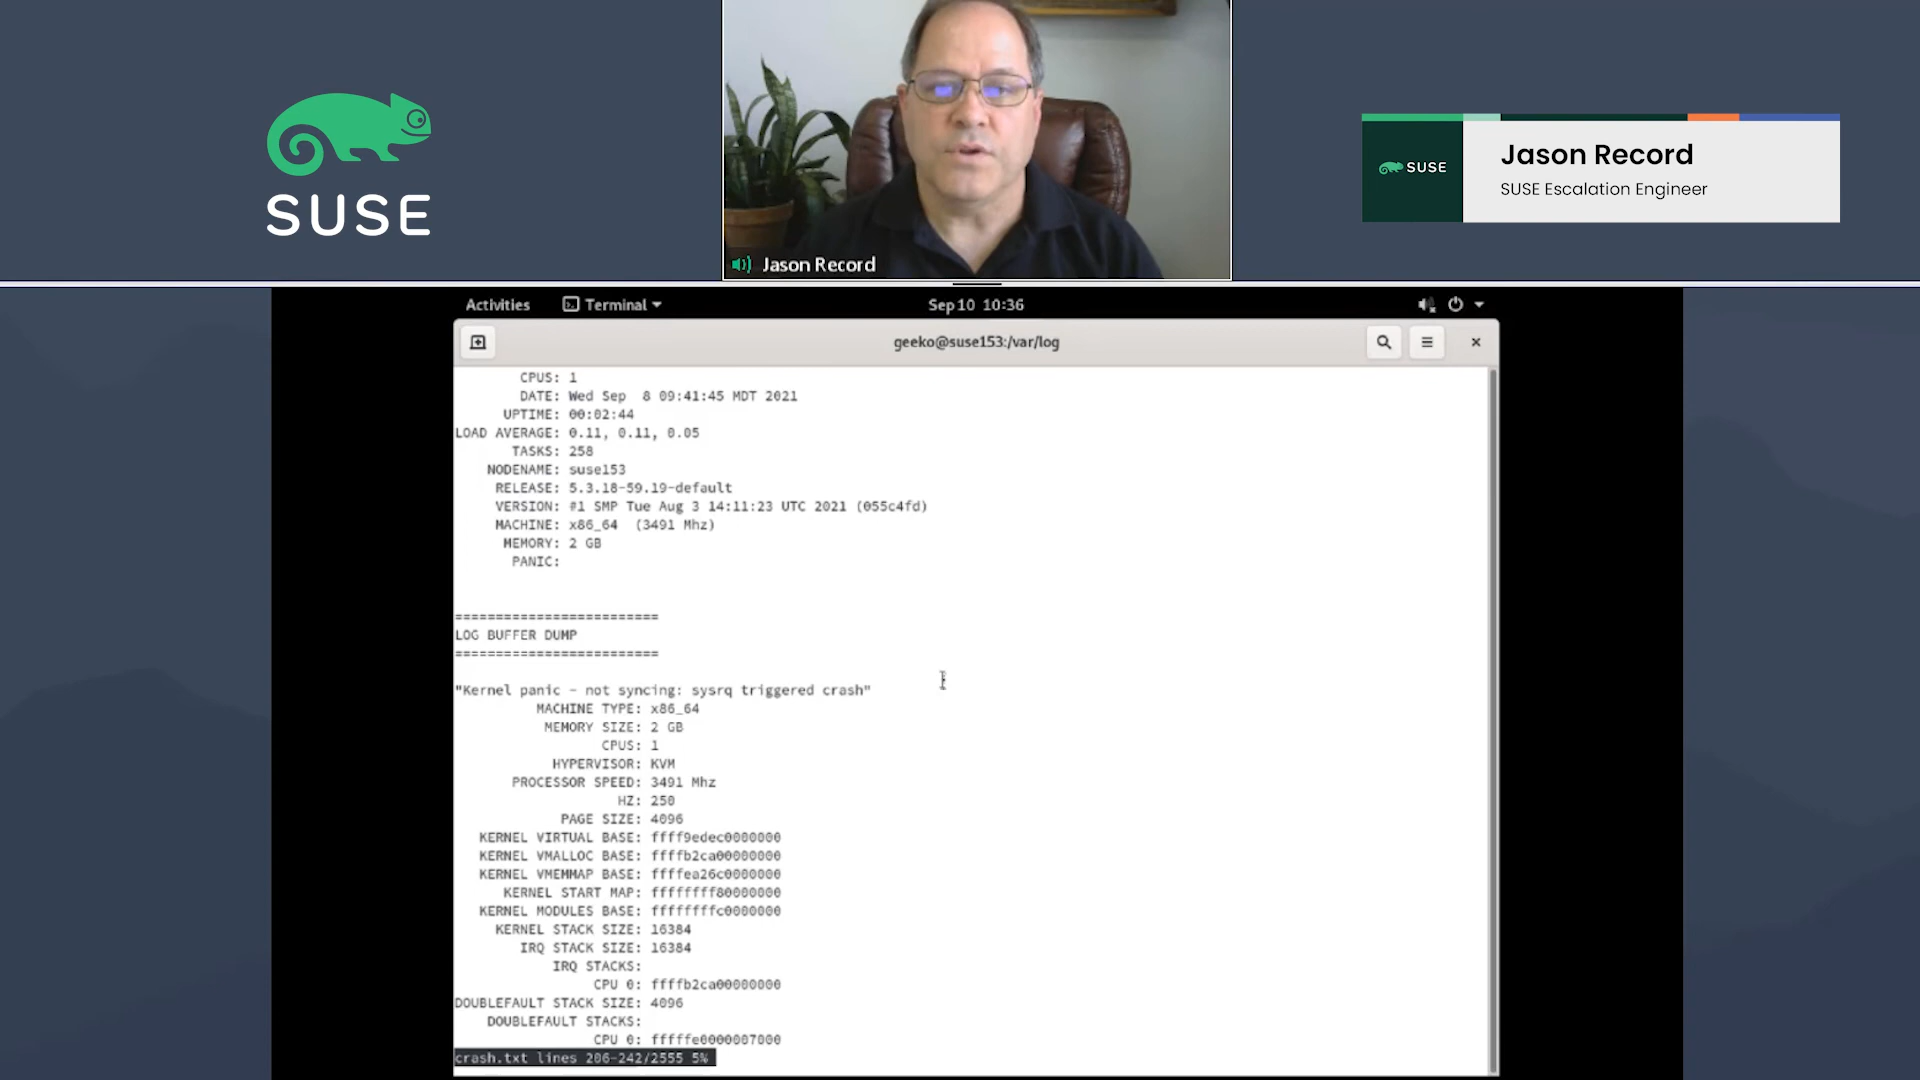 SUSE
Jason Record
SUSE
Jason Record
SUSE Escalation Engineer
Activities
Terminal
Sep 10 10:36
geeko@suse153:/var/log
CPUS: 1
DATE: Wed Sep  8 09:41:45 MDT 2021
UPTIME: 00:02:44
LOAD AVERAGE: 0.11, 0.11, 0.05
TASKS: 258
NODENAME: suse153
RELEASE: 5.3.18-59.19-default
VERSION: #1 SMP Tue Aug 3 14:11:23 UTC 2021 (055c4fd)
MACHINE: x86_64  (3491 Mhz)
MEMORY: 2 GB
PANIC:
=========================
LOG BUFFER DUMP
=========================
"Kernel panic - not syncing: sysrq triggered crash"
MACHINE TYPE: x86_64
MEMORY SIZE: 2 GB
CPUS: 1
HYPERVISOR: KVM
PROCESSOR SPEED: 3491 Mhz
HZ: 250
PAGE SIZE: 4096
KERNEL VIRTUAL BASE: ffff9edec0000000
KERNEL VMALLOC BASE: ffffb2ca00000000
KERNEL VMEMMAP BASE: ffffea26c0000000
KERNEL START MAP: ffffffff80000000
KERNEL MODULES BASE: ffffffffc0000000
KERNEL STACK SIZE: 16384
IRQ STACK SIZE: 16384
IRQ STACKS:
CPU 0: ffffb2ca00000000
DOUBLEFAULT STACK SIZE: 4096
DOUBLEFAULT STACKS:
CPU 0: fffffe0000007000
crash.txt lines 206-242/2555 5%